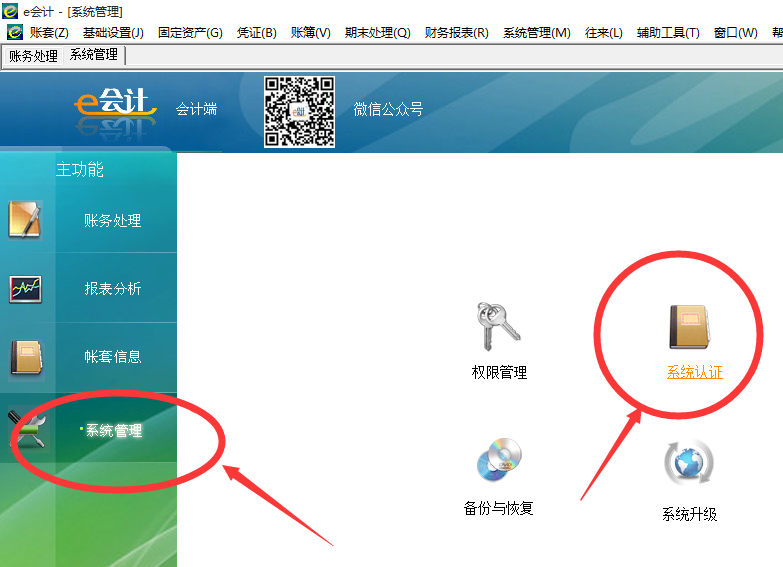 e会计 - [系统管理]
账套(Z) 基础设置(J) 固定资产(G) 凭证(B) 账簿(V) 期末处理(Q) 财务报表(R) 系统管理(M) 往来(L) 辅助工具(T) 窗口(W)
账务处理 系统管理
e会计 会计端 微信公众号
主功能
账务处理
报表分析
帐套信息
系统管理
权限管理 系统认证
备份与恢复 系统升级